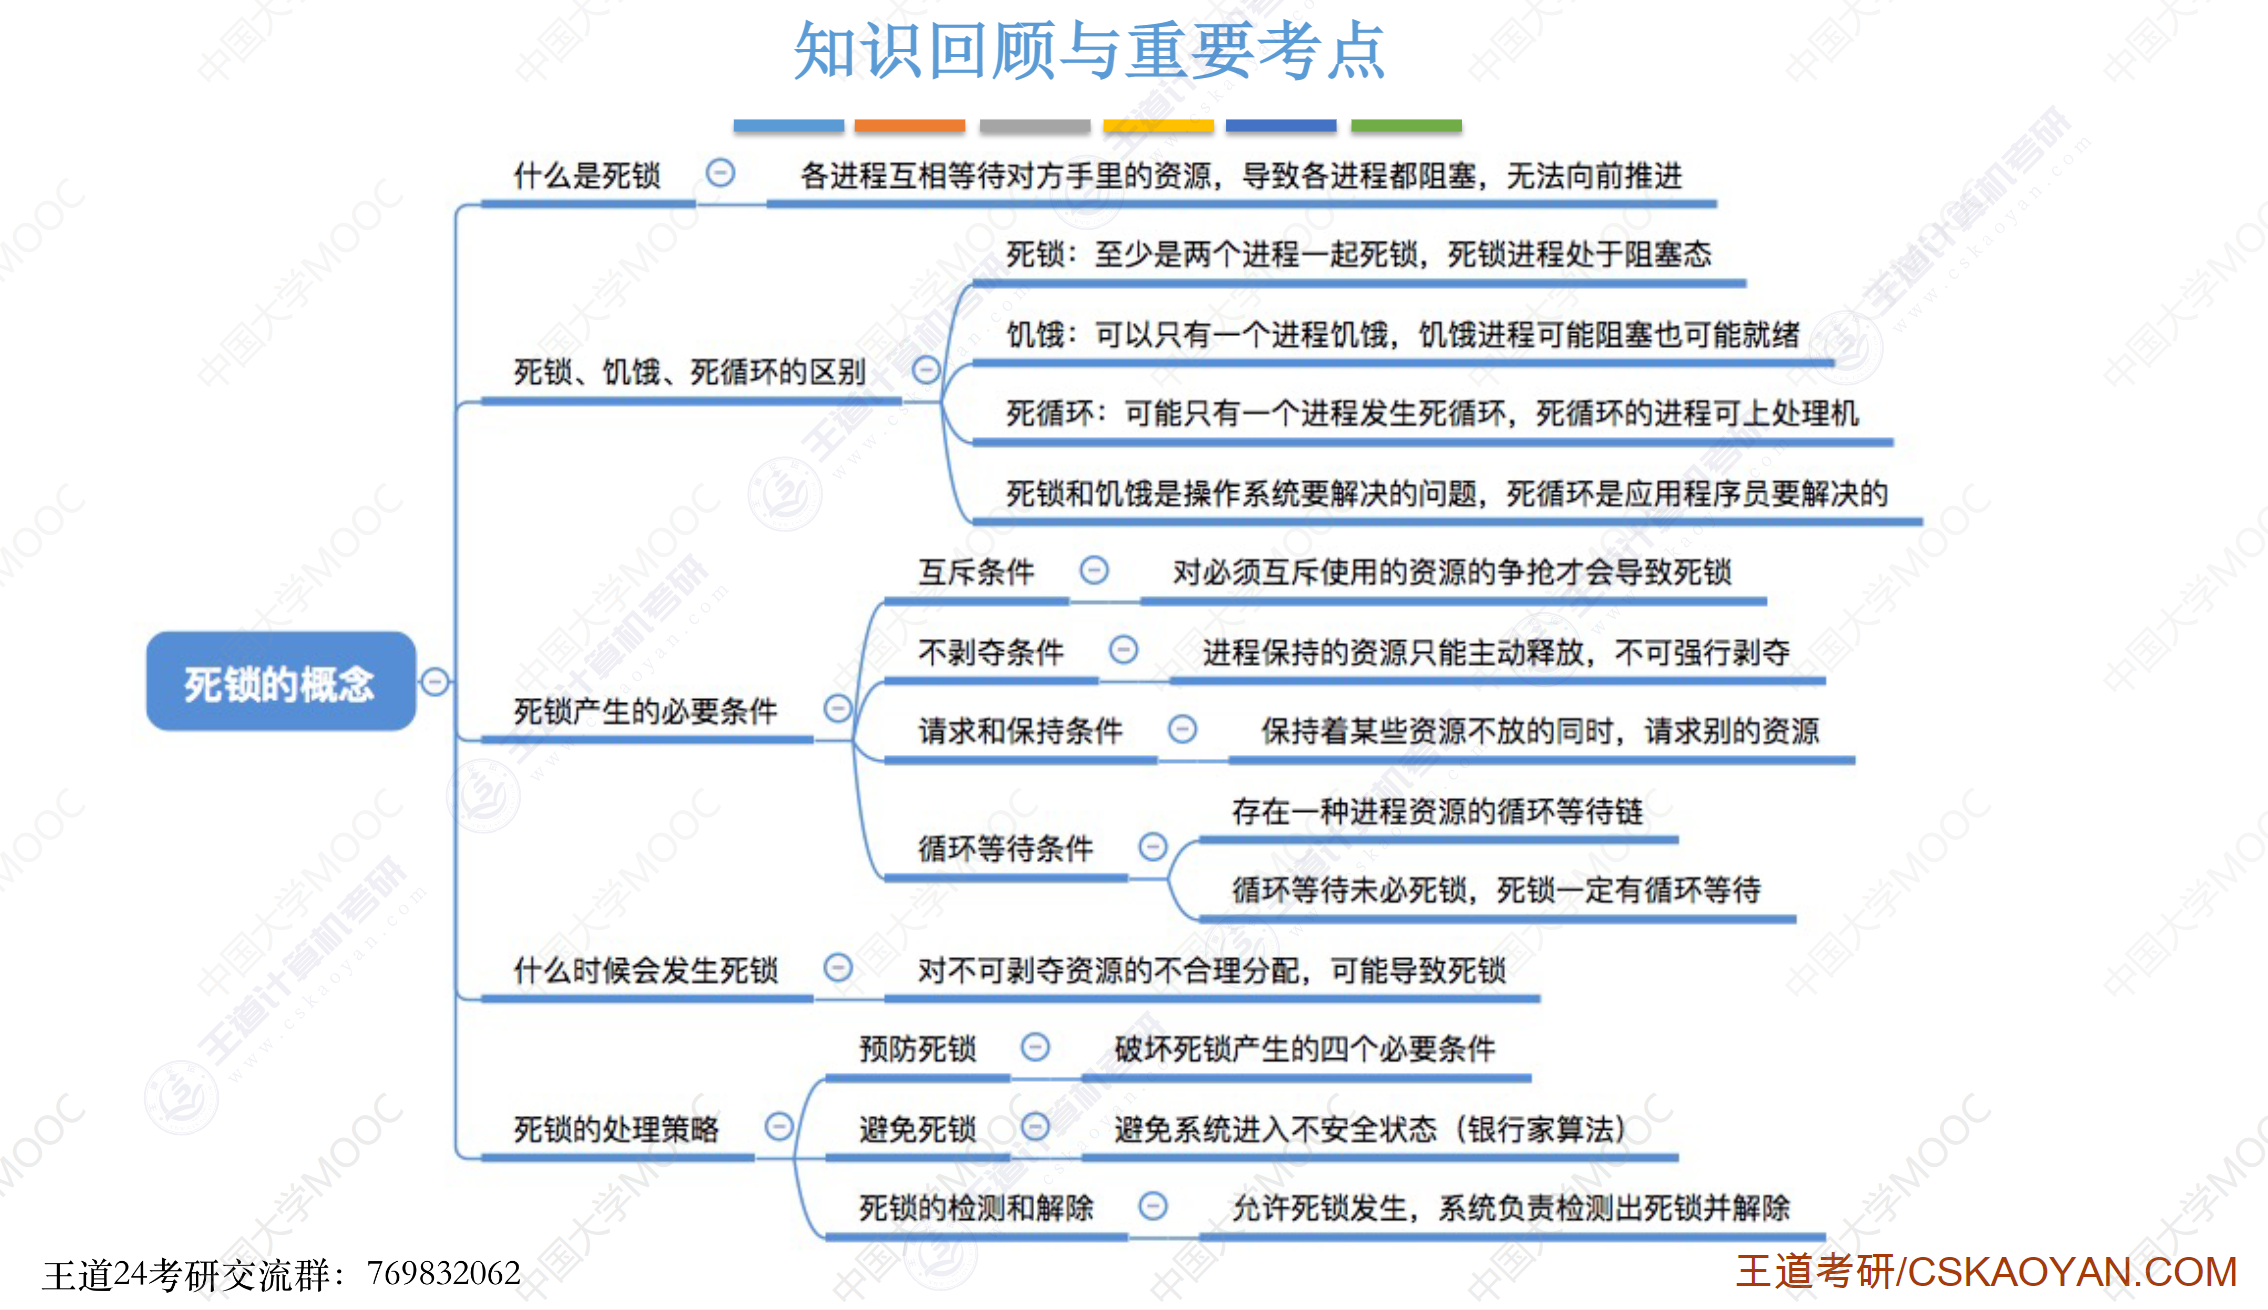 知识回顾与重要考点
什么是死锁
各进程互相等待对方手里的资源，导致各进程都阻塞，无法向前推进
死锁、饥饿、死循环的区别
死锁：至少是两个进程一起死锁，死锁进程处于阻塞态
饥饿：可以只有一个进程饥饿，饥饿进程可能阻塞也可能就绪
死循环：可能只有一个进程发生死循环，死循环的进程可上处理机
死锁和饥饿是操作系统要解决的问题，死循环是应用程序员要解决的
死锁的概念
死锁产生的必要条件
互斥条件
对必须互斥使用的资源的争抢才会导致死锁
不剥夺条件
进程保持的资源只能主动释放，不可强行剥夺
请求和保持条件
保持着某些资源不放的同时，请求别的资源
循环等待条件
存在一种进程资源的循环等待链
循环等待未必死锁，死锁一定有循环等待
什么时候会发生死锁
对不可剥夺资源的不合理分配，可能导致死锁
死锁的处理策略
预防死锁
破坏死锁产生的四个必要条件
避免死锁
避免系统进入不安全状态（银行家算法）
死锁的检测和解除
允许死锁发生，系统负责检测出死锁并解除
王道24考研交流群：769832062
王道考研/CSKAOYAN.COM
中国大学MOOC
王道计算机考研
www.cskaoyan.com